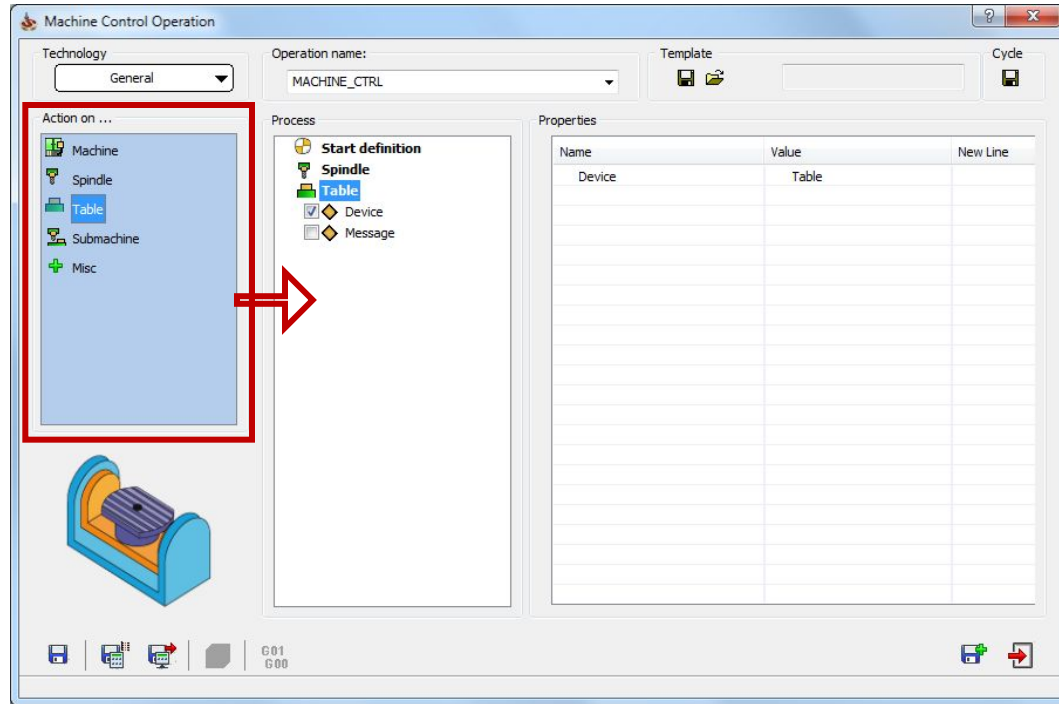 Machine Control Operation
?
Technology
General
Operation name:
MACHINE_CTRL
Template
Cycle
Action on ...
Machine
Spindle
Table
Submachine
Misc
Process
Start definition
Spindle
Table
Device
Message
Properties
Name Value New Line
Device Table
G01
G00